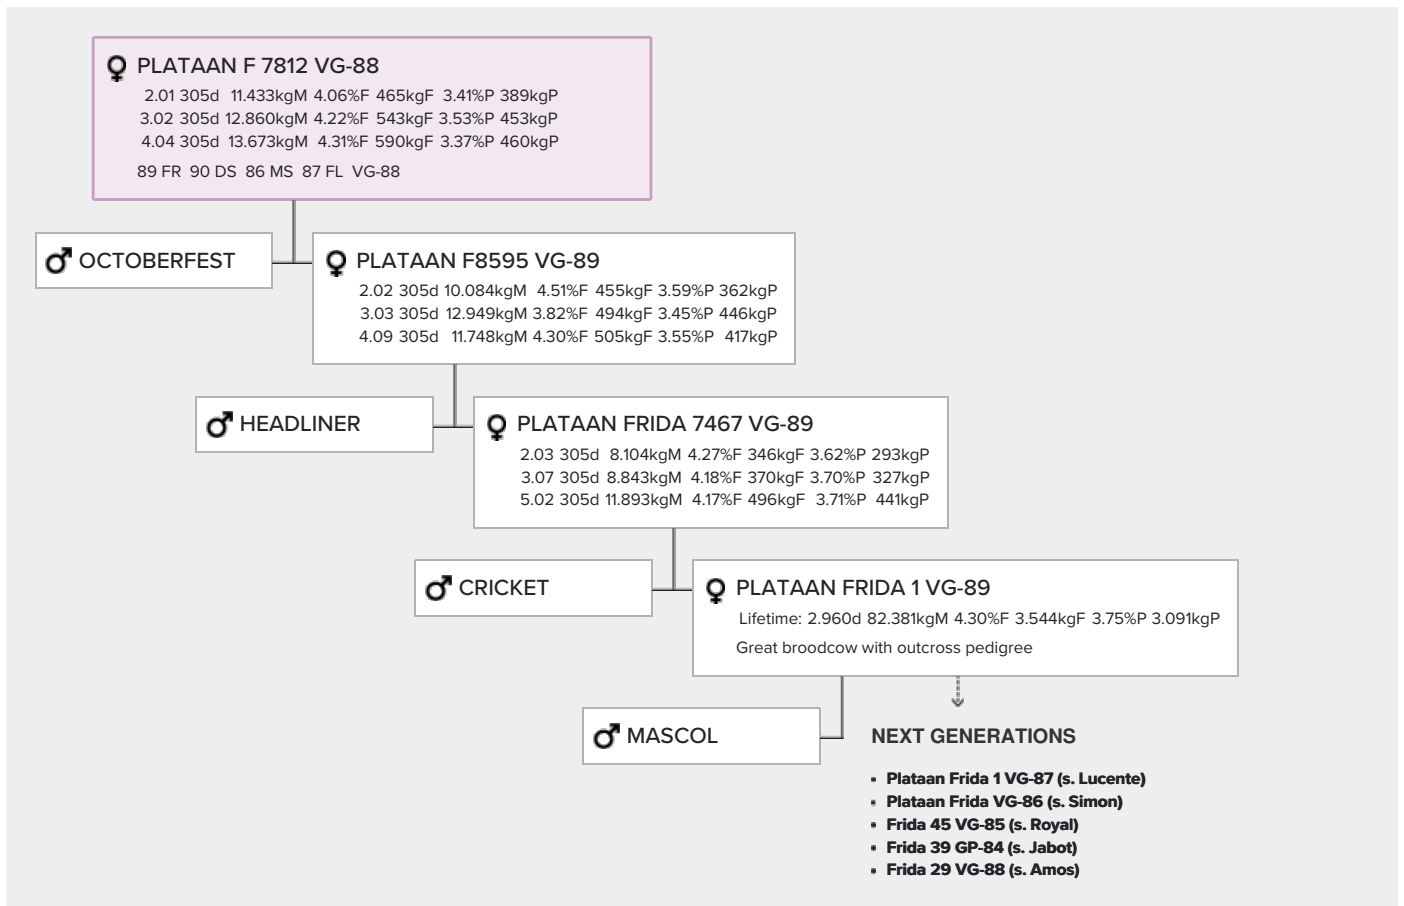 PLATAAN F 7812 VG-88
2.01 305d 11.433kgM 4.06%F 465kgF 3.41%P 389kgP
3.02 305d 12.860kgM 4.22%F 543kgF 3.53%P 453kgP
4.04 305d 13.673kgM 4.31%F 590kgF 3.37%P 460kgP
89 FR 90 DS 86 MS 87 FL VG-88
OCTOBERFEST
PLATAAN F8595 VG-89
2.02 305d 10.084kgM 4.51%F 455kgF 3.59%P 362kgP
3.03 305d 12.949kgM 3.82%F 494kgF 3.45%P 446kgP
4.09 305d 11.748kgM 4.30%F 505kgF 3.55%P 417kgP
HEADLINER
PLATAAN FRIDA 7467 VG-89
2.03 305d 8.104kgM 4.27%F 346kgF 3.62%P 293kgP
3.07 305d 8.843kgM 4.18%F 370kgF 3.70%P 327kgP
5.02 305d 11.893kgM 4.17%F 496kgF 3.71%P 441kgP
CRICKET
PLATAAN FRIDA 1 VG-89
Lifetime: 2.960d 82.381kgM 4.30%F 3.544kgF 3.75%P 3.091kgP
Great broodcow with outcross pedigree
MASCOL
NEXT GENERATIONS
Plataan Frida 1 VG-87 (s. Lucente)
Plataan Frida VG-86 (s. Simon)
Frida 45 VG-85 (s. Royal)
Frida 39 GP-84 (s. Jabot)
Frida 29 VG-88 (s. Amos)